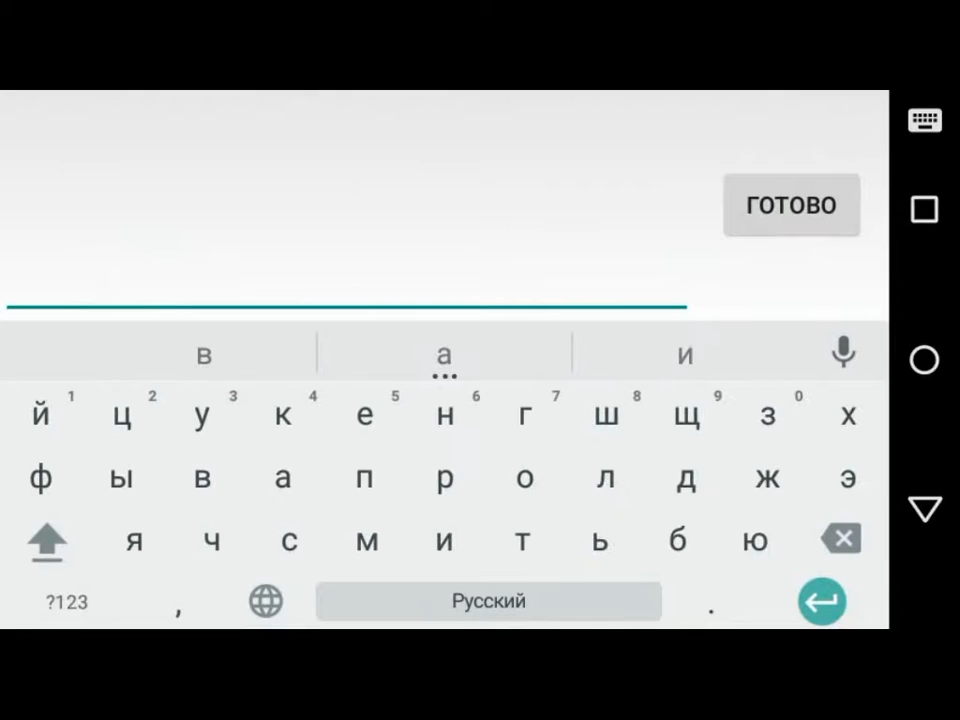 ГОТОВО
в а и
1 2 3 4 5 6 7 8 9 0
й ц у к е н г ш щ з х
ф ы в а п р о л д ж э
я ч с м и т ь б ю
?123 , Русский .